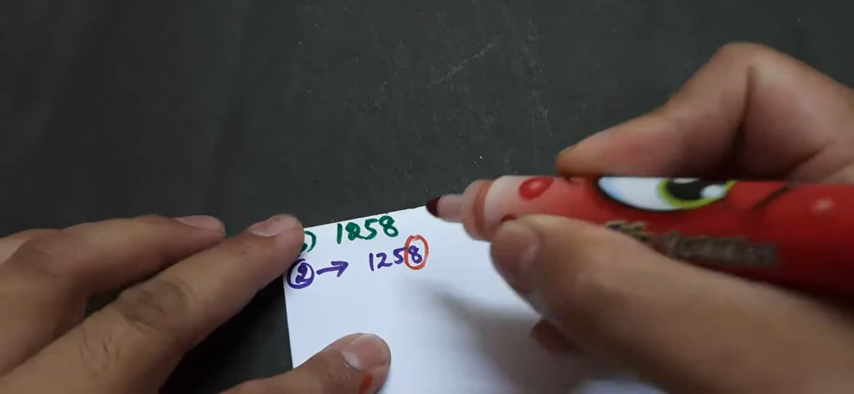 ) 1258
② → 1258